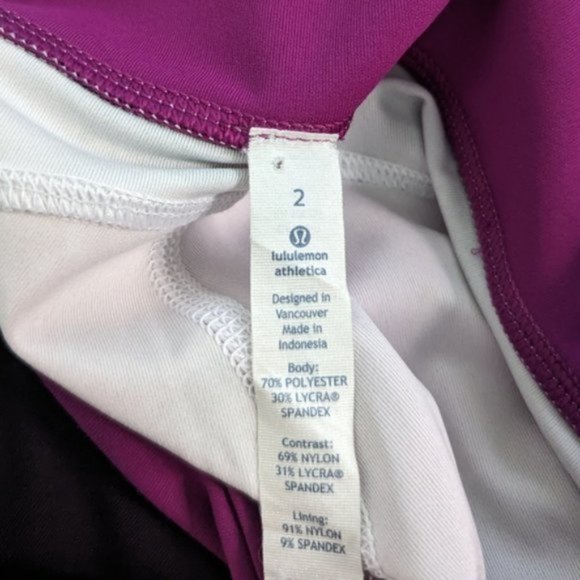 2
lululemon
athletica
Designed in
Vancouver
Made in
Indonesia
Body:
70% POLYESTER
30% LYCRA®
SPANDEX
Contrast:
69% NYLON
31% LYCRA®
SPANDEX
Lining:
91% NYLON
9% SPANDEX